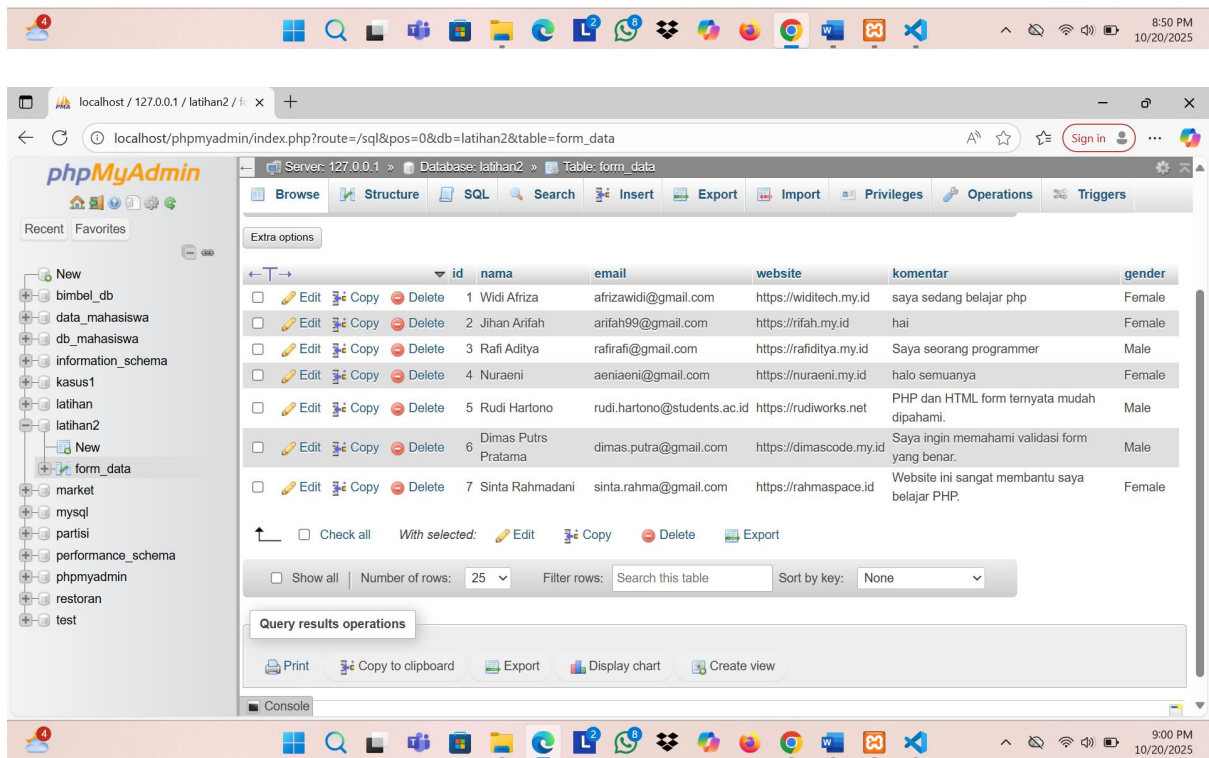 4
2
8
8:50 PM
10/20/2025
PMA localhost / 127.0.0.1 / latihan2 / fo
localhost/phpmyadmin/index.php?route=/sql&pos=0&db=latihan2&table=form_data
Sign in
phpMyAdmin
Recent Favorites
New
bimbel_db
data_mahasiswa
db_mahasiswa
information_schema
kasus1
latihan
latihan2
New
form_data
market
mysql
partisi
performance_schema
phpmyadmin
restoran
test
Server: 127.0.0.1 » Database: latihan2 » Table: form_data
Browse Structure SQL Search Insert Export Import Privileges Operations Triggers
Extra options
←T→ id nama email website komentar gender
Edit Copy Delete 1 Widi Afriza afrizawidi@gmail.com https://widitech.my.id saya sedang belajar php Female
Edit Copy Delete 2 Jihan Arifah arifah99@gmail.com https://rifah.my.id hai Female
Edit Copy Delete 3 Rafi Aditya rafirafi@gmail.com https://rafiditya.my.id Saya seorang programmer Male
Edit Copy Delete 4 Nuraeni aeniaeni@gmail.com https://nuraeni.my.id halo semuanya Female
Edit Copy Delete 5 Rudi Hartono rudi.hartono@students.ac.id https://rudiworks.net PHP dan HTML form ternyata mudah
dipahami. Male
Edit Copy Delete 6 Dimas Putrs
Pratama dimas.putra@gmail.com https://dimascode.my.id Saya ingin memahami validasi form
yang benar. Male
Edit Copy Delete 7 Sinta Rahmadani sinta.rahma@gmail.com https://rahmaspace.id Website ini sangat membantu saya
belajar PHP. Female
Check all With selected: Edit Copy Delete Export
Show all Number of rows: 25 Filter rows: Search this table Sort by key: None
Query results operations
Print Copy to clipboard Export Display chart Create view
Console
4
2
8
9:00 PM
10/20/2025